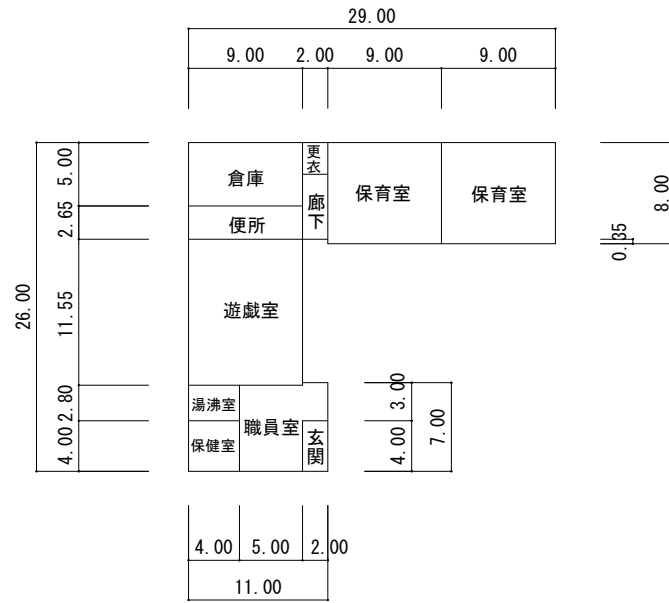 29.00
9.00 2.00 9.00 9.00
26.00
5.00
2.65
11.55
2.80
4.00
倉庫
更衣
廊下
便所
保育室
保育室
遊戯室
湯沸室
保健室
職員室
玄関
8.00
0.35
3.00
4.00
7.00
4.00 5.00 2.00
11.00